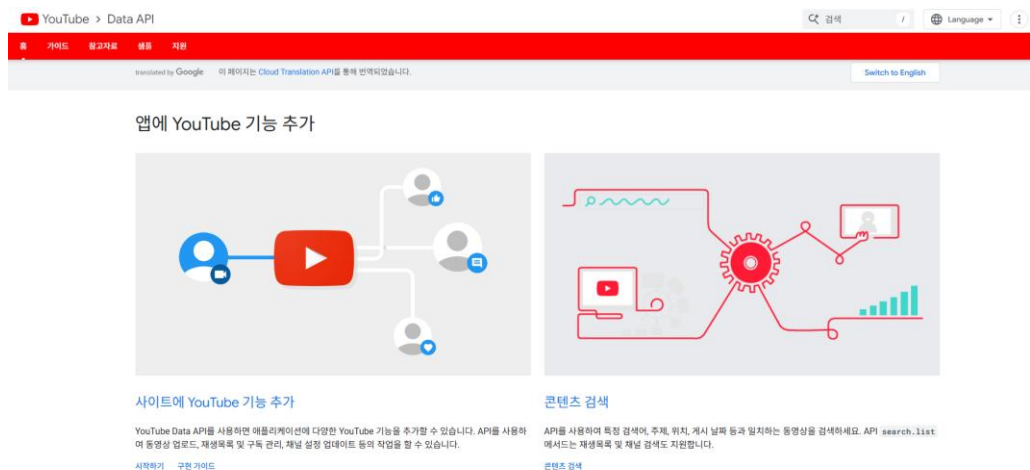 YouTube > Data API
검색
/
Language
홈 가이드 참고자료 샘플 지원
translated by Google 이 페이지는 Cloud Translation API를 통해 번역되었습니다.
Switch to English
앱에 YouTube 기능 추가
사이트에 YouTube 기능 추가
YouTube Data API를 사용하면 애플리케이션에 다양한 YouTube 기능을 추가할 수 있습니다. API를 사용하
여 동영상 업로드, 재생목록 및 구독 관리, 채널 설정 업데이트 등의 작업을 할 수 있습니다.
시작하기 구현 가이드
콘텐츠 검색
API를 사용하여 특정 검색어, 주제, 위치, 게시 날짜 등과 일치하는 동영상을 검색하세요. API search.list
메서드는 재생목록 및 채널 검색도 지원합니다.
콘텐츠 검색